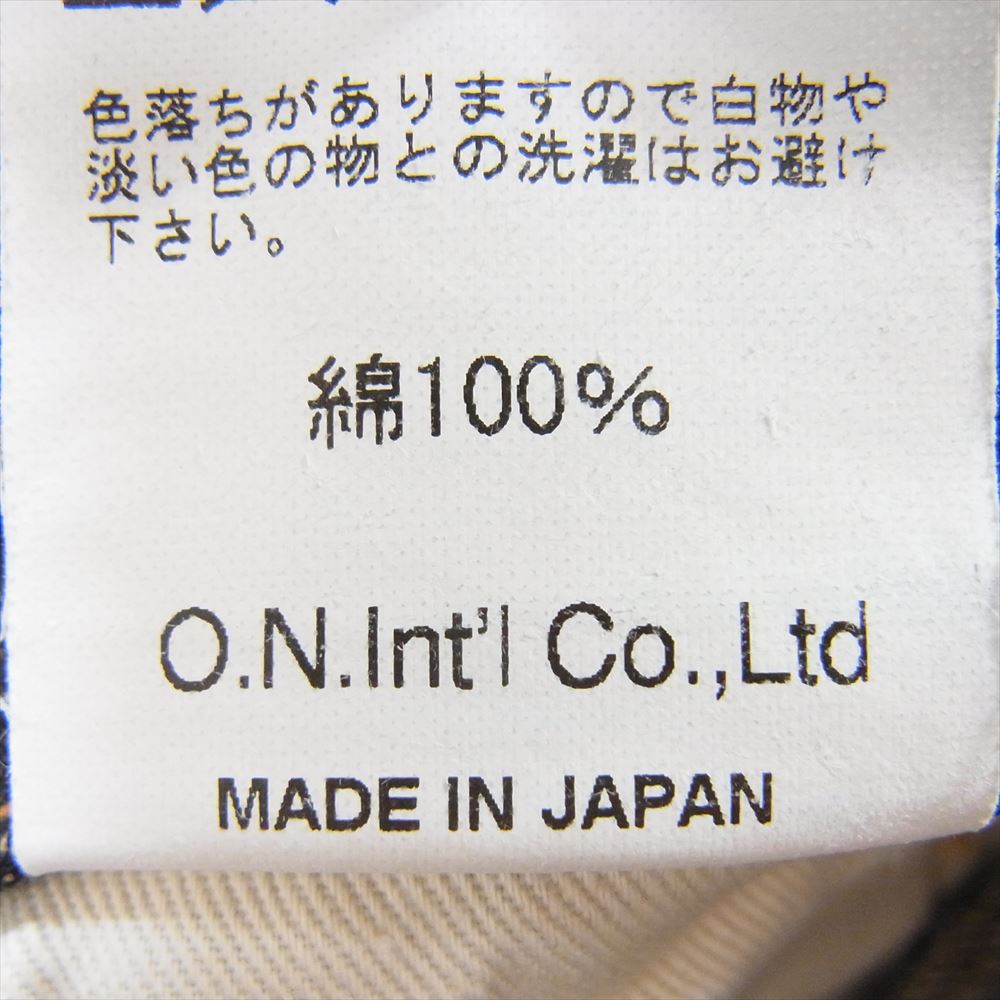 色落ちがありますので白物や
淡い色の物との洗濯はお避け
下さい。
綿100%
O.N.Int'l Co.,Ltd
MADE IN JAPAN